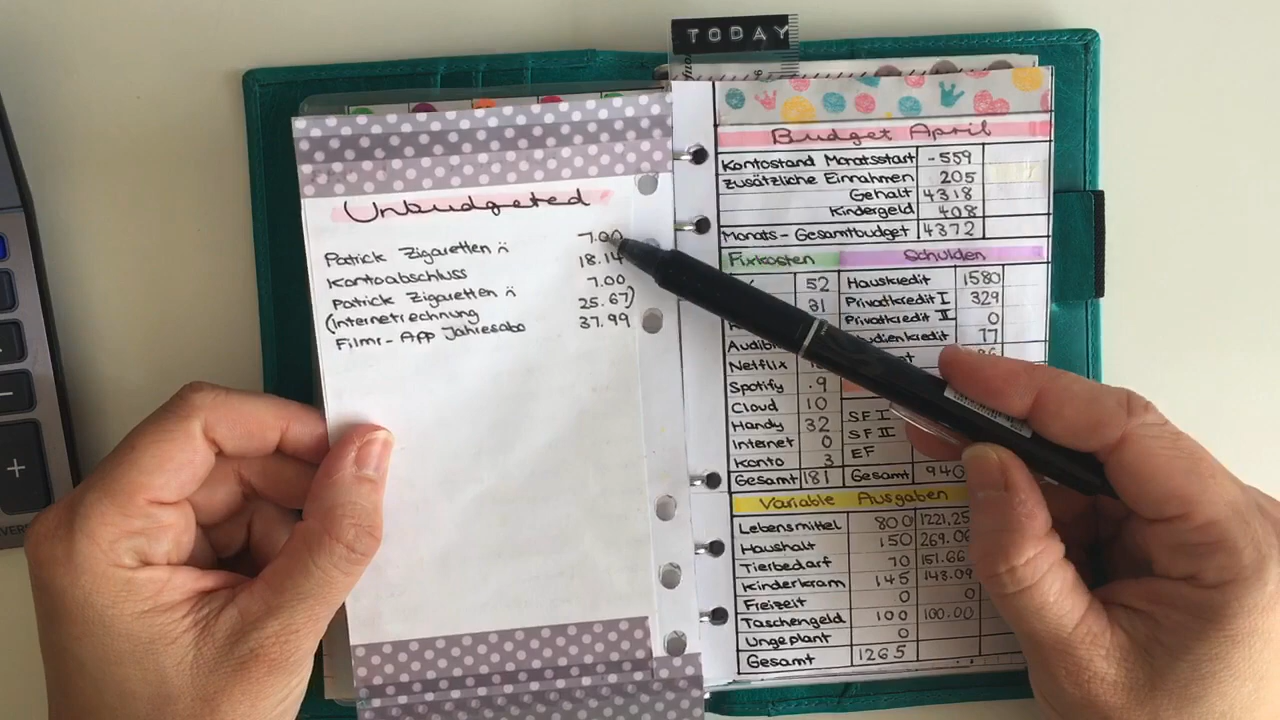 TODAY
Unbudgeted
Patrick Zigaretten ὂ 7.00
Kontoabschluss 18.14
Patrick Zigaretten 7.00
(Internetrechnung 25.67)
Filmr-App Jahresabo 37.99
Budget April
Kontostand Monatsstart -559
zusätzliche Einnahmen 205
Gehalt 4318
Kindergeld 408
Monats-Gesamtbudget 4372
Fixkosten Schulden
52 Hauskredit 1580
31 Privatkredit I 329
Privatkredit II 0
77
Netflix
Spotify 9
Cloud 10 SF I
Handy 32 SF II
Internet 0 EF
Konto 3
Gesamt 181 Gesamt 940
Variable Ausgaben
Lebensmittel 800 1221,25
Haushalt 150 269.06
Tierbedarf 70 151.66
Kinderkram 145 148.09
Freizeit 0 0
Taschengeld 100 100.00
Ungeplant 0
Gesamt 1265